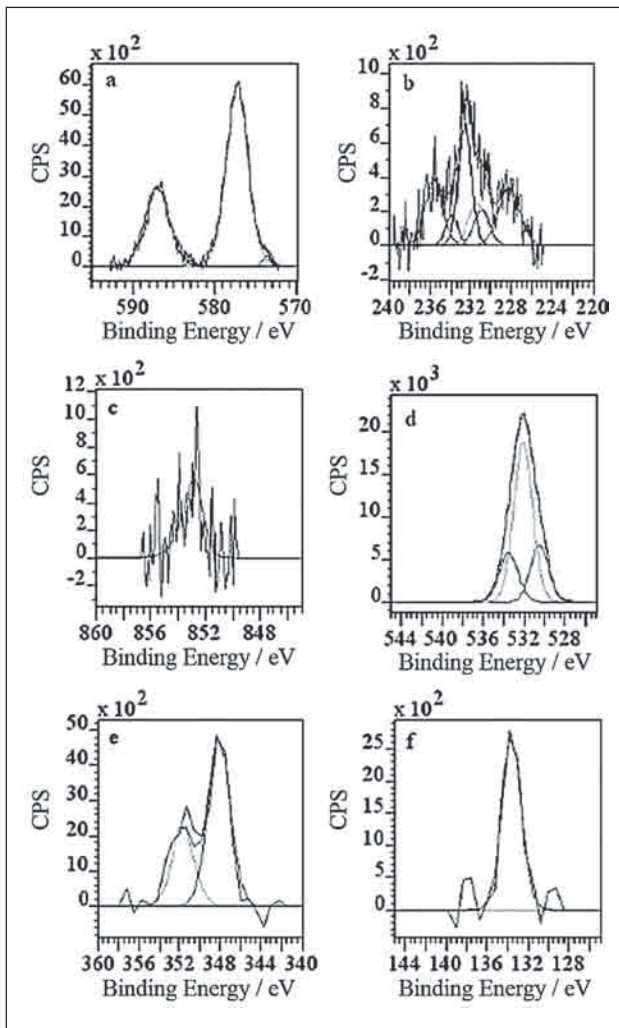 x 10²
a
60
50
40
30
20
10
0
CPS
590 580 570
Binding Energy / eV
x 10²
b
10
8
6
4
2
0
-2
CPS
240 236 232 228 224 220
Binding Energy / eV
x 10²
c
12
10
8
6
4
2
0
-2
CPS
860 856 852 848
Binding Energy / eV
x 10³
d
20
15
10
5
0
CPS
544 540 536 532 528
Binding Energy / eV
x 10²
e
50
40
30
20
10
0
CPS
360 356 352 348 344 340
Binding Energy / eV
x 10²
f
25
20
15
10
5
0
CPS
144 140 136 132 128
Binding Energy / eV